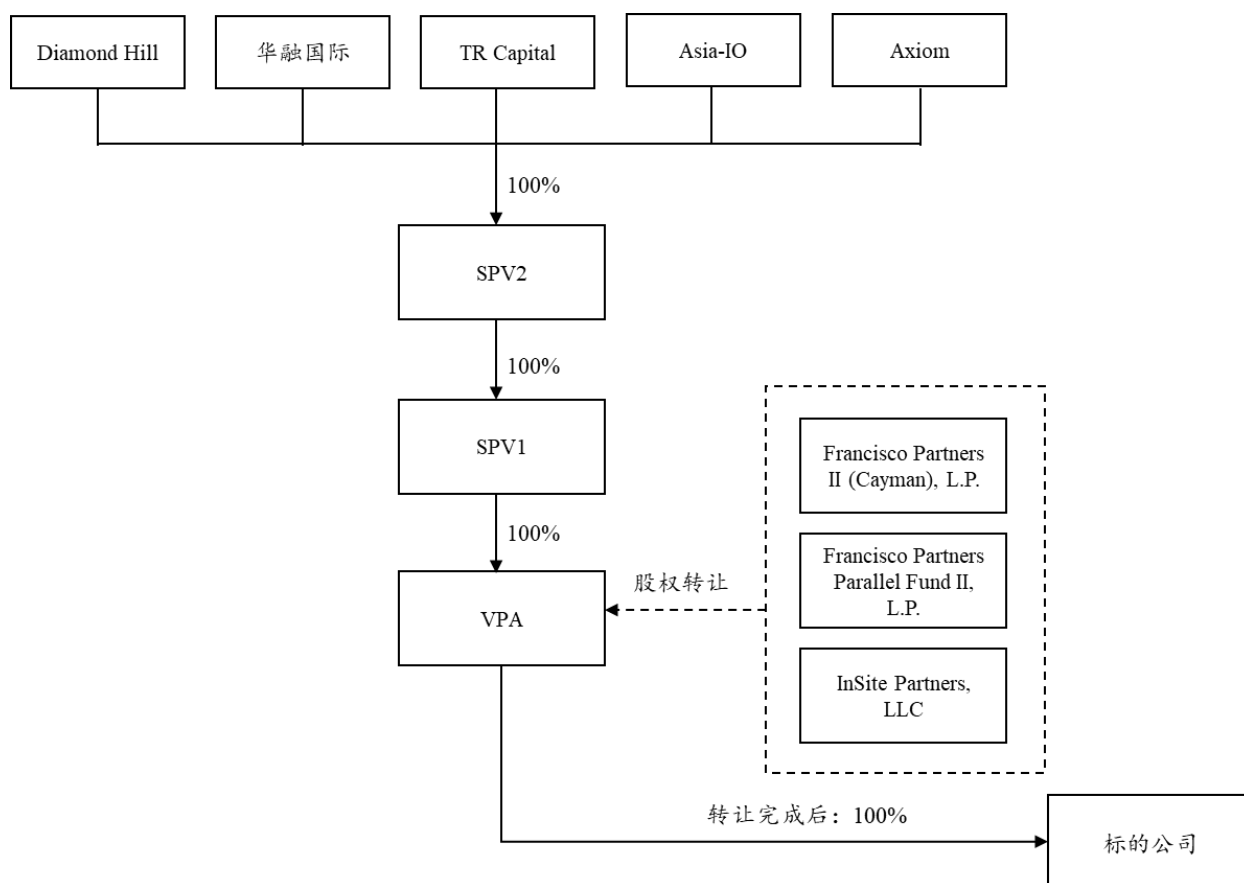 Diamond Hill
华融国际
TR Capital
Asia-IO
Axiom
100%
SPV2
100%
SPV1
100%
VPA
股权转让
Francisco Partners
II (Cayman), L.P.
Francisco Partners
Parallel Fund II,
L.P.
InSite Partners,
LLC
转让完成后：100%
标的公司